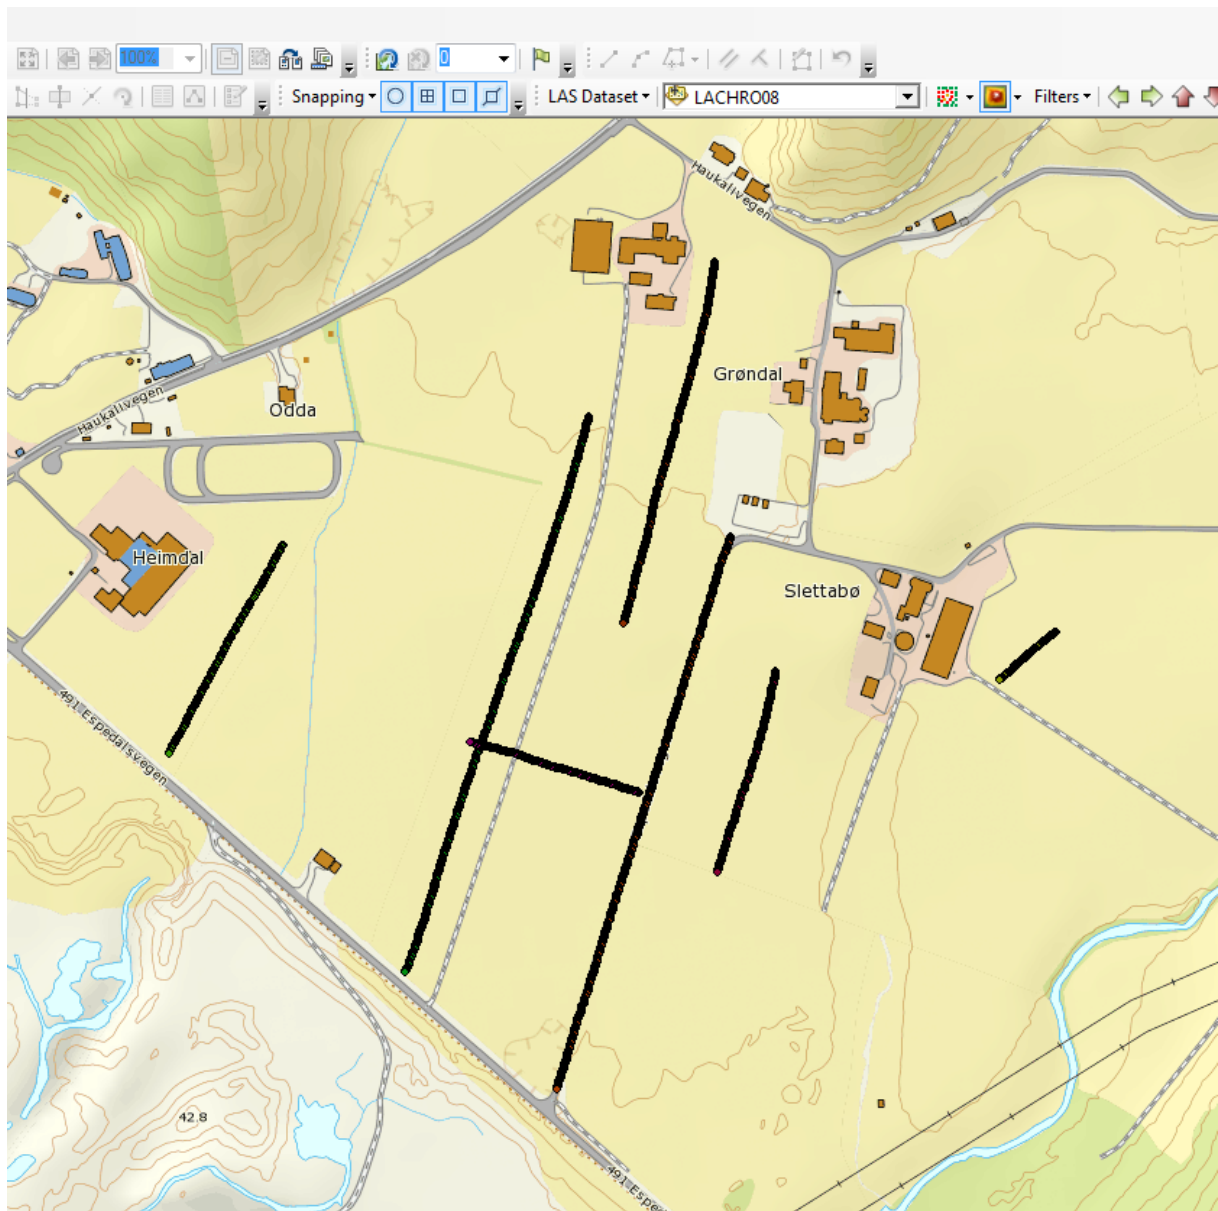 100%
0
Snapping
LAS Dataset
LACHRO08
Filters
Haukalivegen
Grøndal
Odda
Haukalivegen
Heimdal
Slettabø
491 Espedalsvegen
42.8
491 Espe